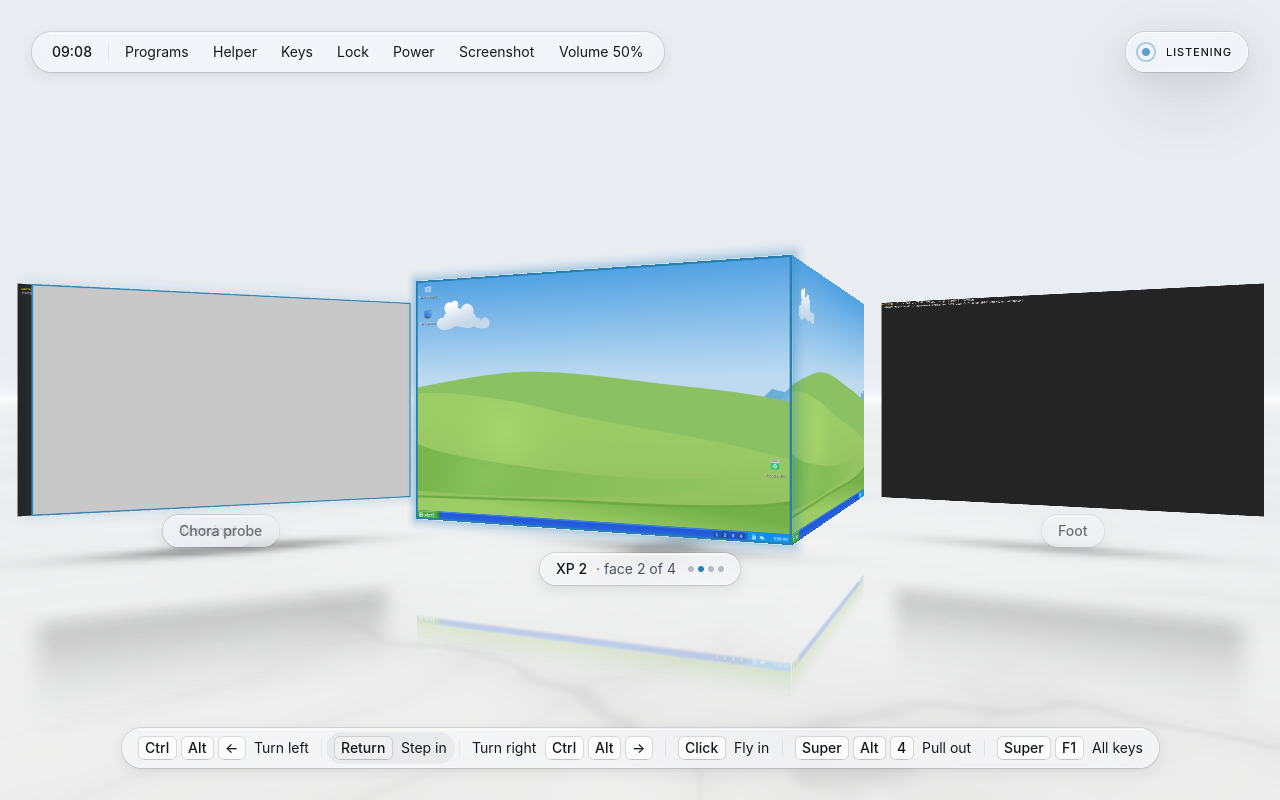 09:08 Programs Helper Keys Lock Power Screenshot Volume 50%
LISTENING
start
Chora probe
Foot
XP 2 · face 2 of 4
Ctrl Alt ← Turn left Return Step in Turn right Ctrl Alt → Click Fly in Super Alt 4 Pull out Super F1 All keys